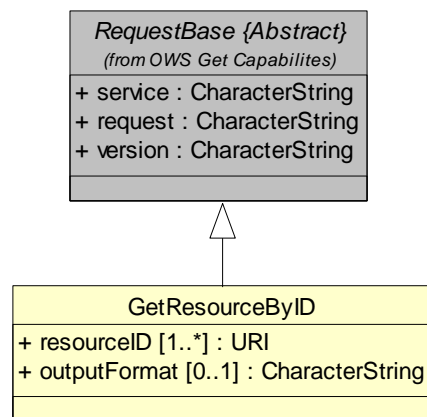 RequestBase {Abstract}
(from OWS Get Capabilites)
+ service : CharacterString
+ request : CharacterString
+ version : CharacterString
GetResourceByID
+ resourceID [1..*] : URI
+ outputFormat [0..1] : CharacterString